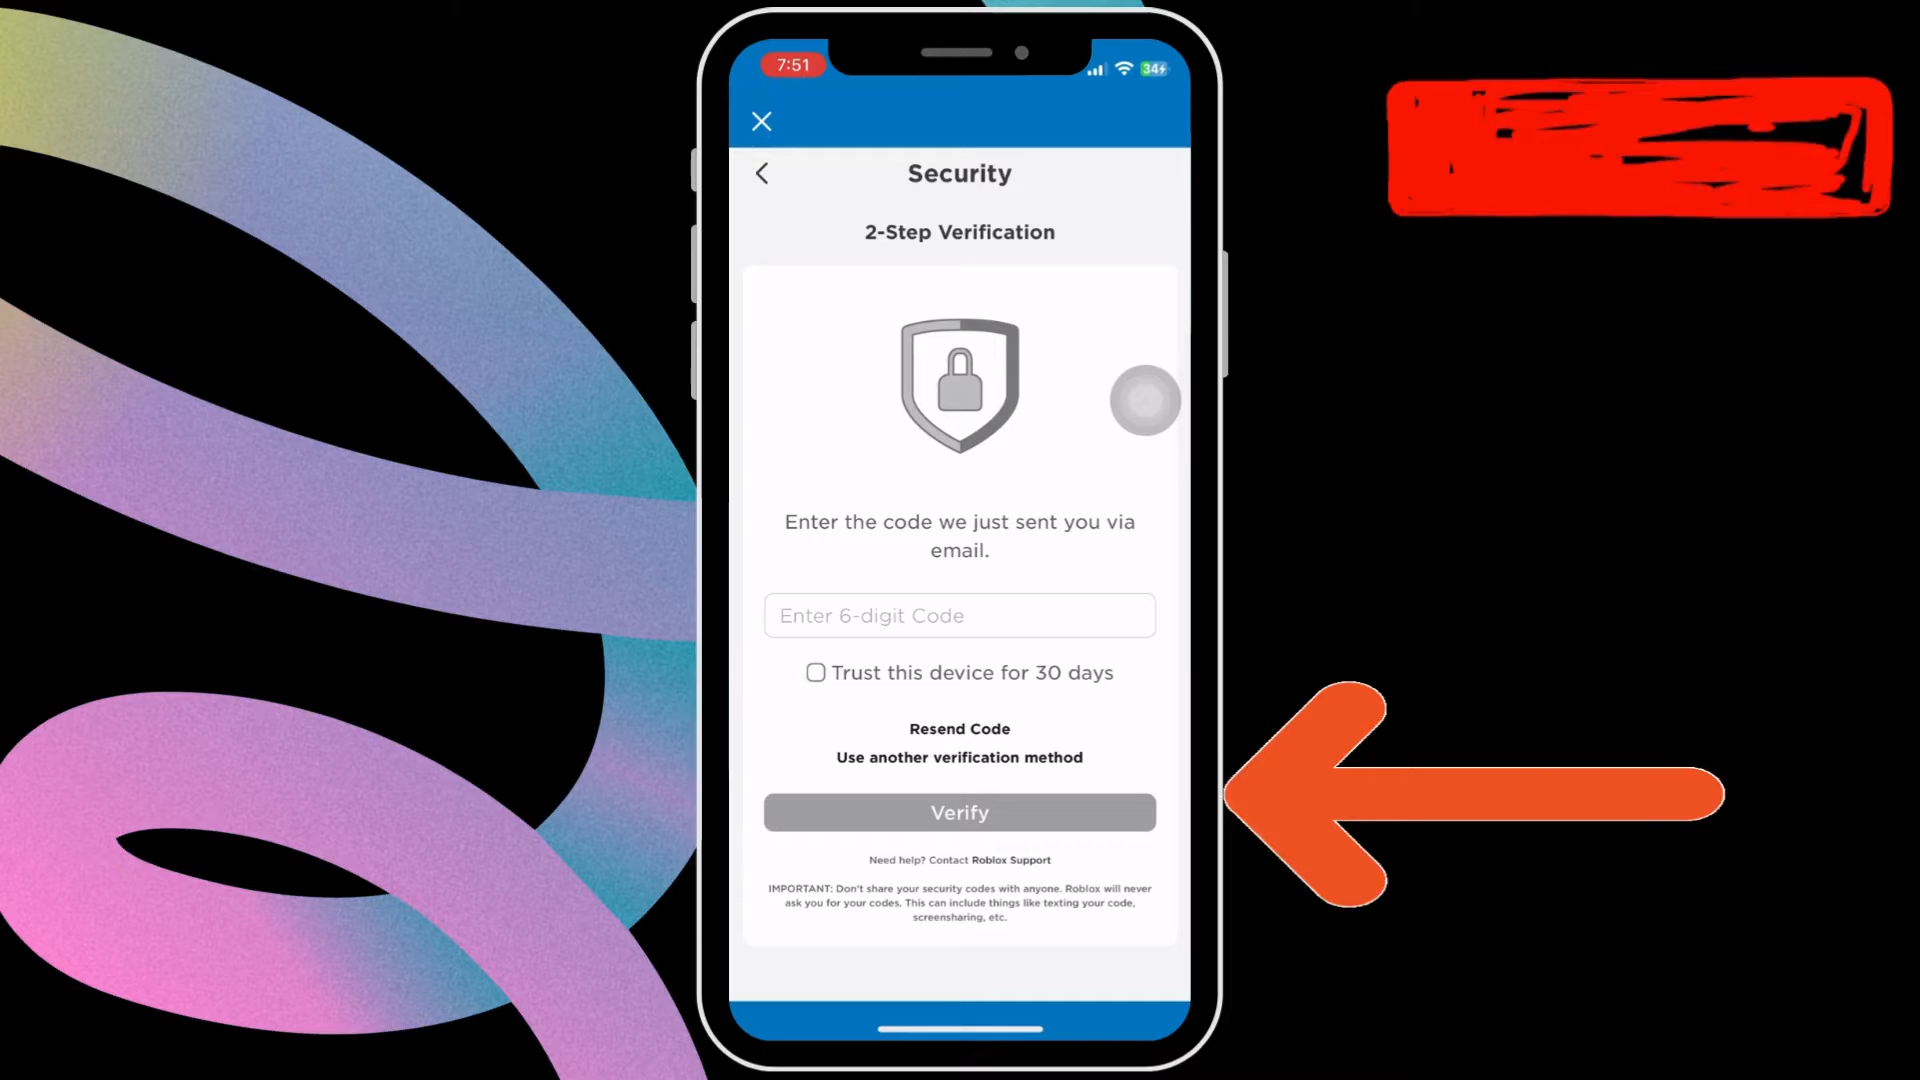 7:51
34
Security
2-Step Verification
Enter the code we just sent you via
email.
Enter 6-digit Code
Trust this device for 30 days
Resend Code
Use another verification method
Verify
Need help? Contact Roblox Support
IMPORTANT: Don't share your security codes with anyone. Roblox will never
ask you for your codes. This can include things like texting your code,
screensharing, etc.